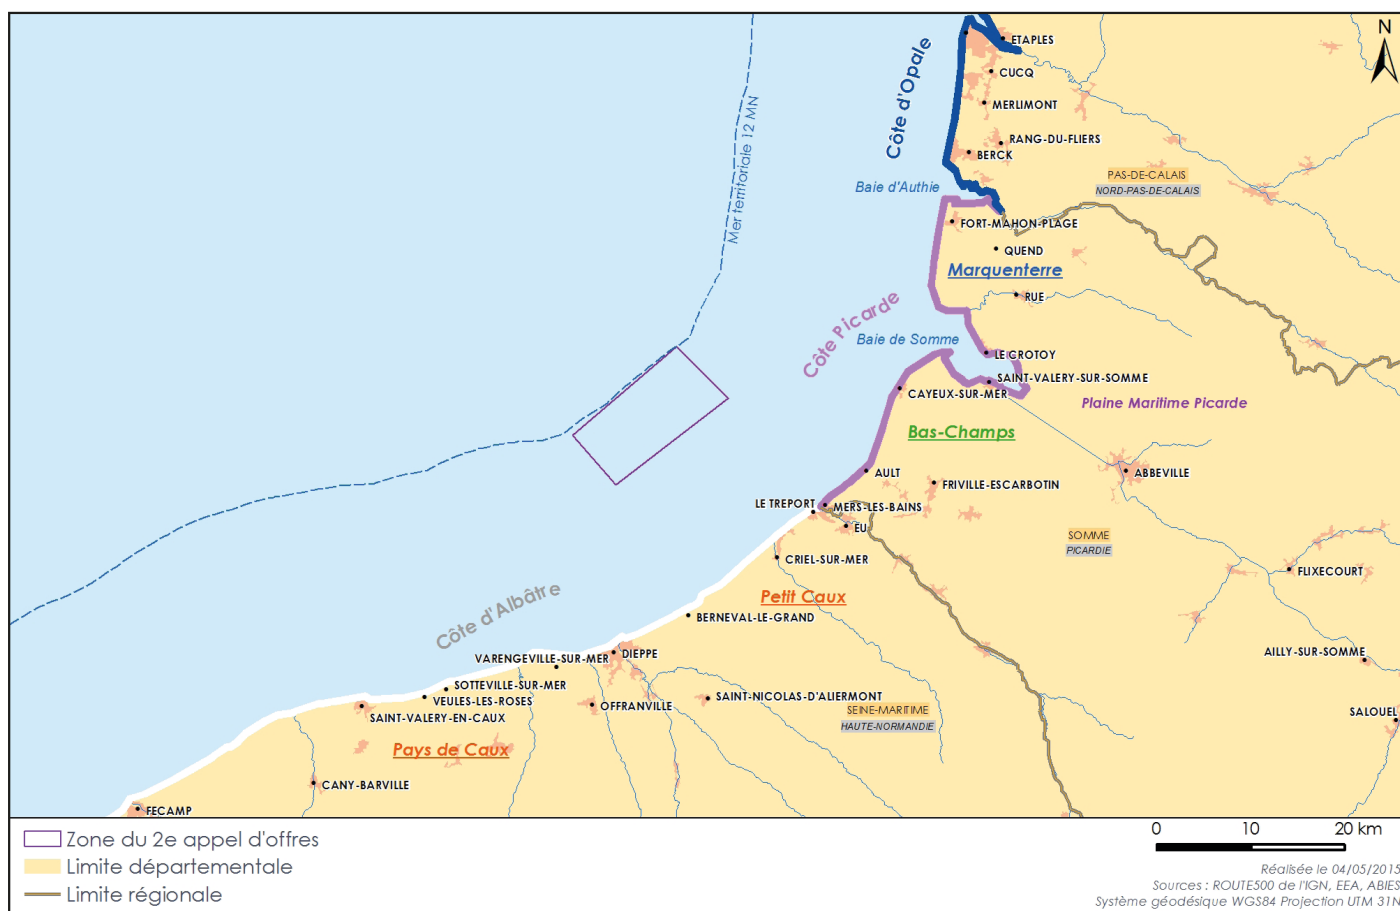 N
ETAPLES
Côte d'Opale
CUCQ
MERLIMONT
Mer territoriale 12 MN
RANG-DU-FLIERS
BERCK
PAS-DE-CALAIS
NORD-PAS-DE-CALAIS
Baie d'Authie
FORT-MAHON-PLAGE
QUEND
Marquenterre
RUE
Côte Picarde
Baie de Somme
LE CROTOY
SAINT-VALERY-SUR-SOMME
CAYEUX-SUR-MER
Plaine Maritime Picarde
Bas-Champs
AULT
ABBEVILLE
FRIVILLE-ESCARBOTIN
LE TREPORT
MERS-LES-BAINS
EU
SOMME
PICARDIE
CRIEL-SUR-MER
FLIXECOURT
Petit Caux
Côte d'Albâtre
BERNEVAL-LE-GRAND
VARENGEVILLE-SUR-MER
DIEPPE
AILLY-SUR-SOMME
SOTTEVILLE-SUR-MER
VEULES-LES-ROSES
SAINT-NICOLAS-D'ALIERMONT
OFFRANVILLE
SAINT-VALERY-EN-CAUX
SEINE-MARITIME
HAUTE-NORMANDIE
SALOUEL
Pays de Caux
CANY-BARVILLE
FECAMP
Zone du 2e appel d'offres
Limite départementale
Limite régionale
0 10 20 km
Réalisée le 04/05/2015
Sources : ROUTE500 de l'IGN, EEA, ABIES
Système géodésique WGS84 Projection UTM 31N